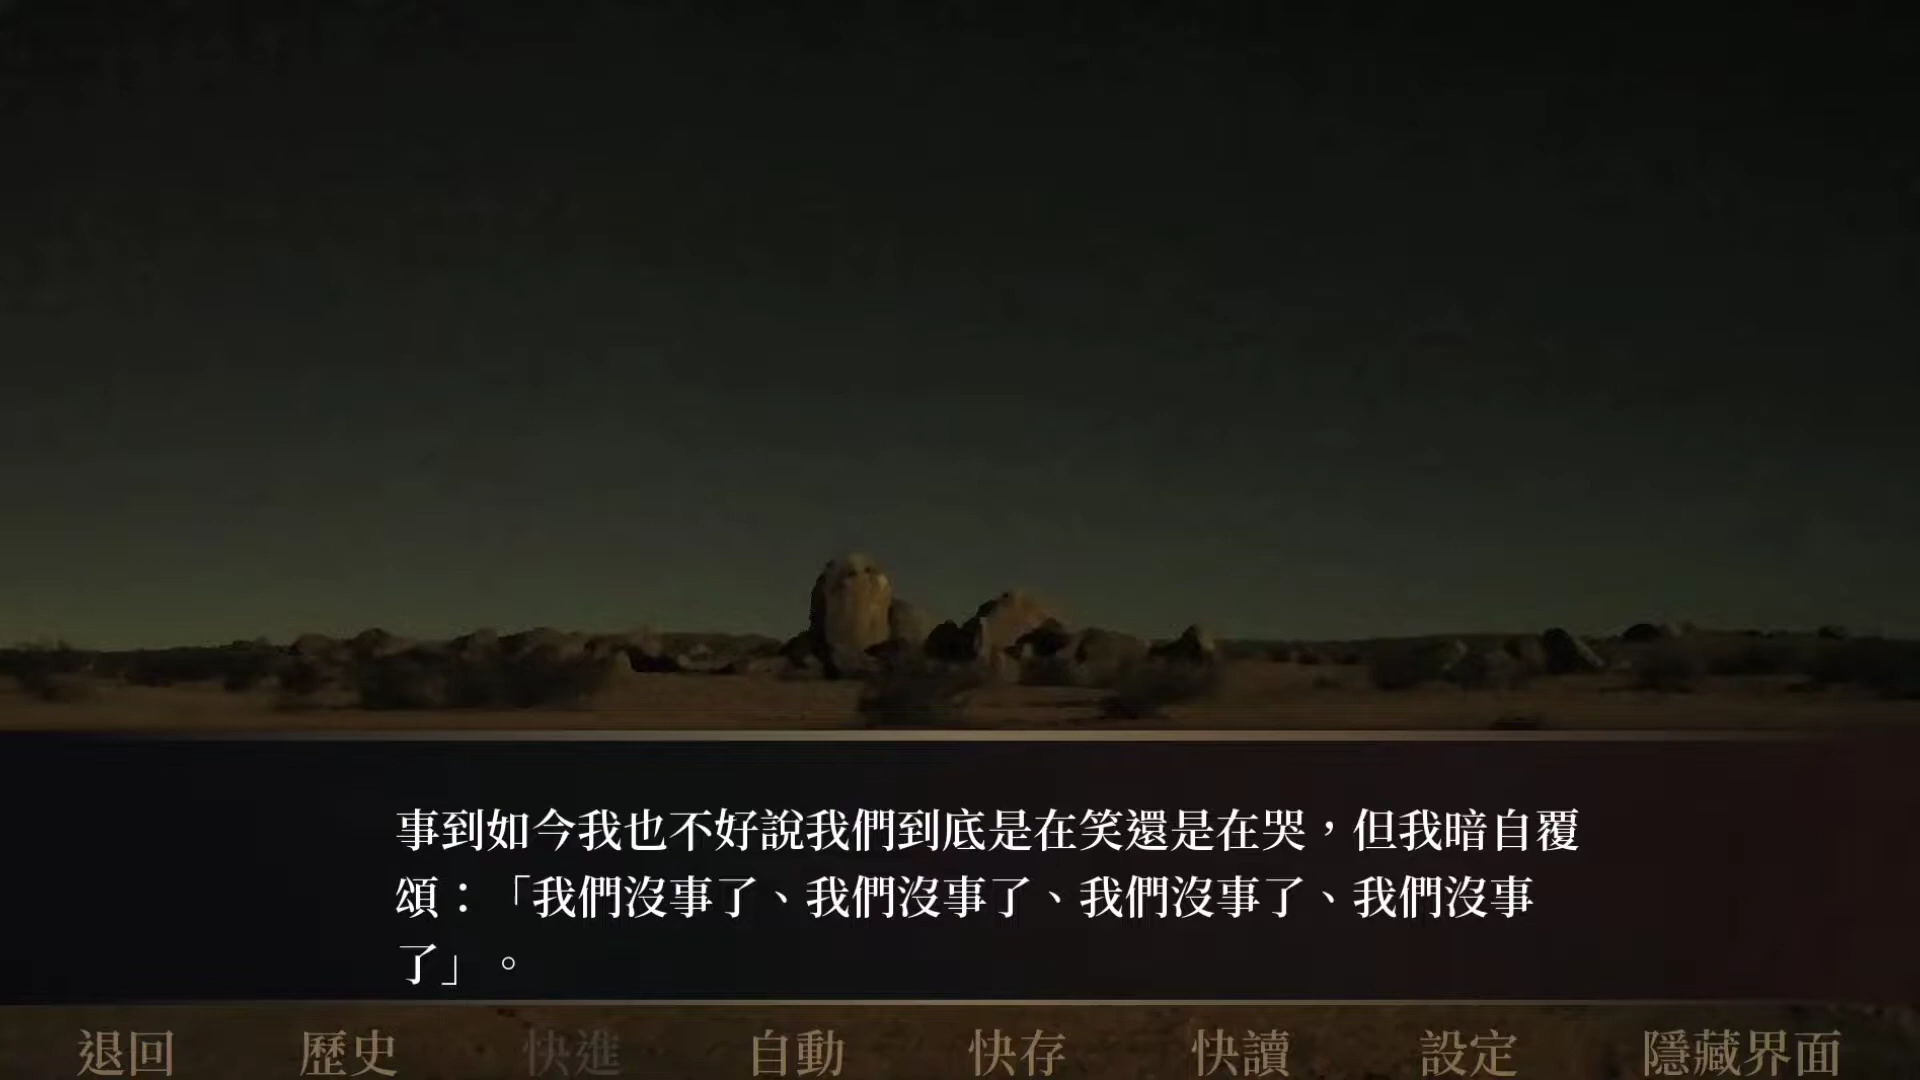 事到如今我也不好說我們到底是在笑還是在哭，但我暗自覆
頌：「我們沒事了、我們沒事了、我們沒事了、我們沒事
了」。
退回 歷史 快進 自動 快存 快讀 設定 隱藏界面